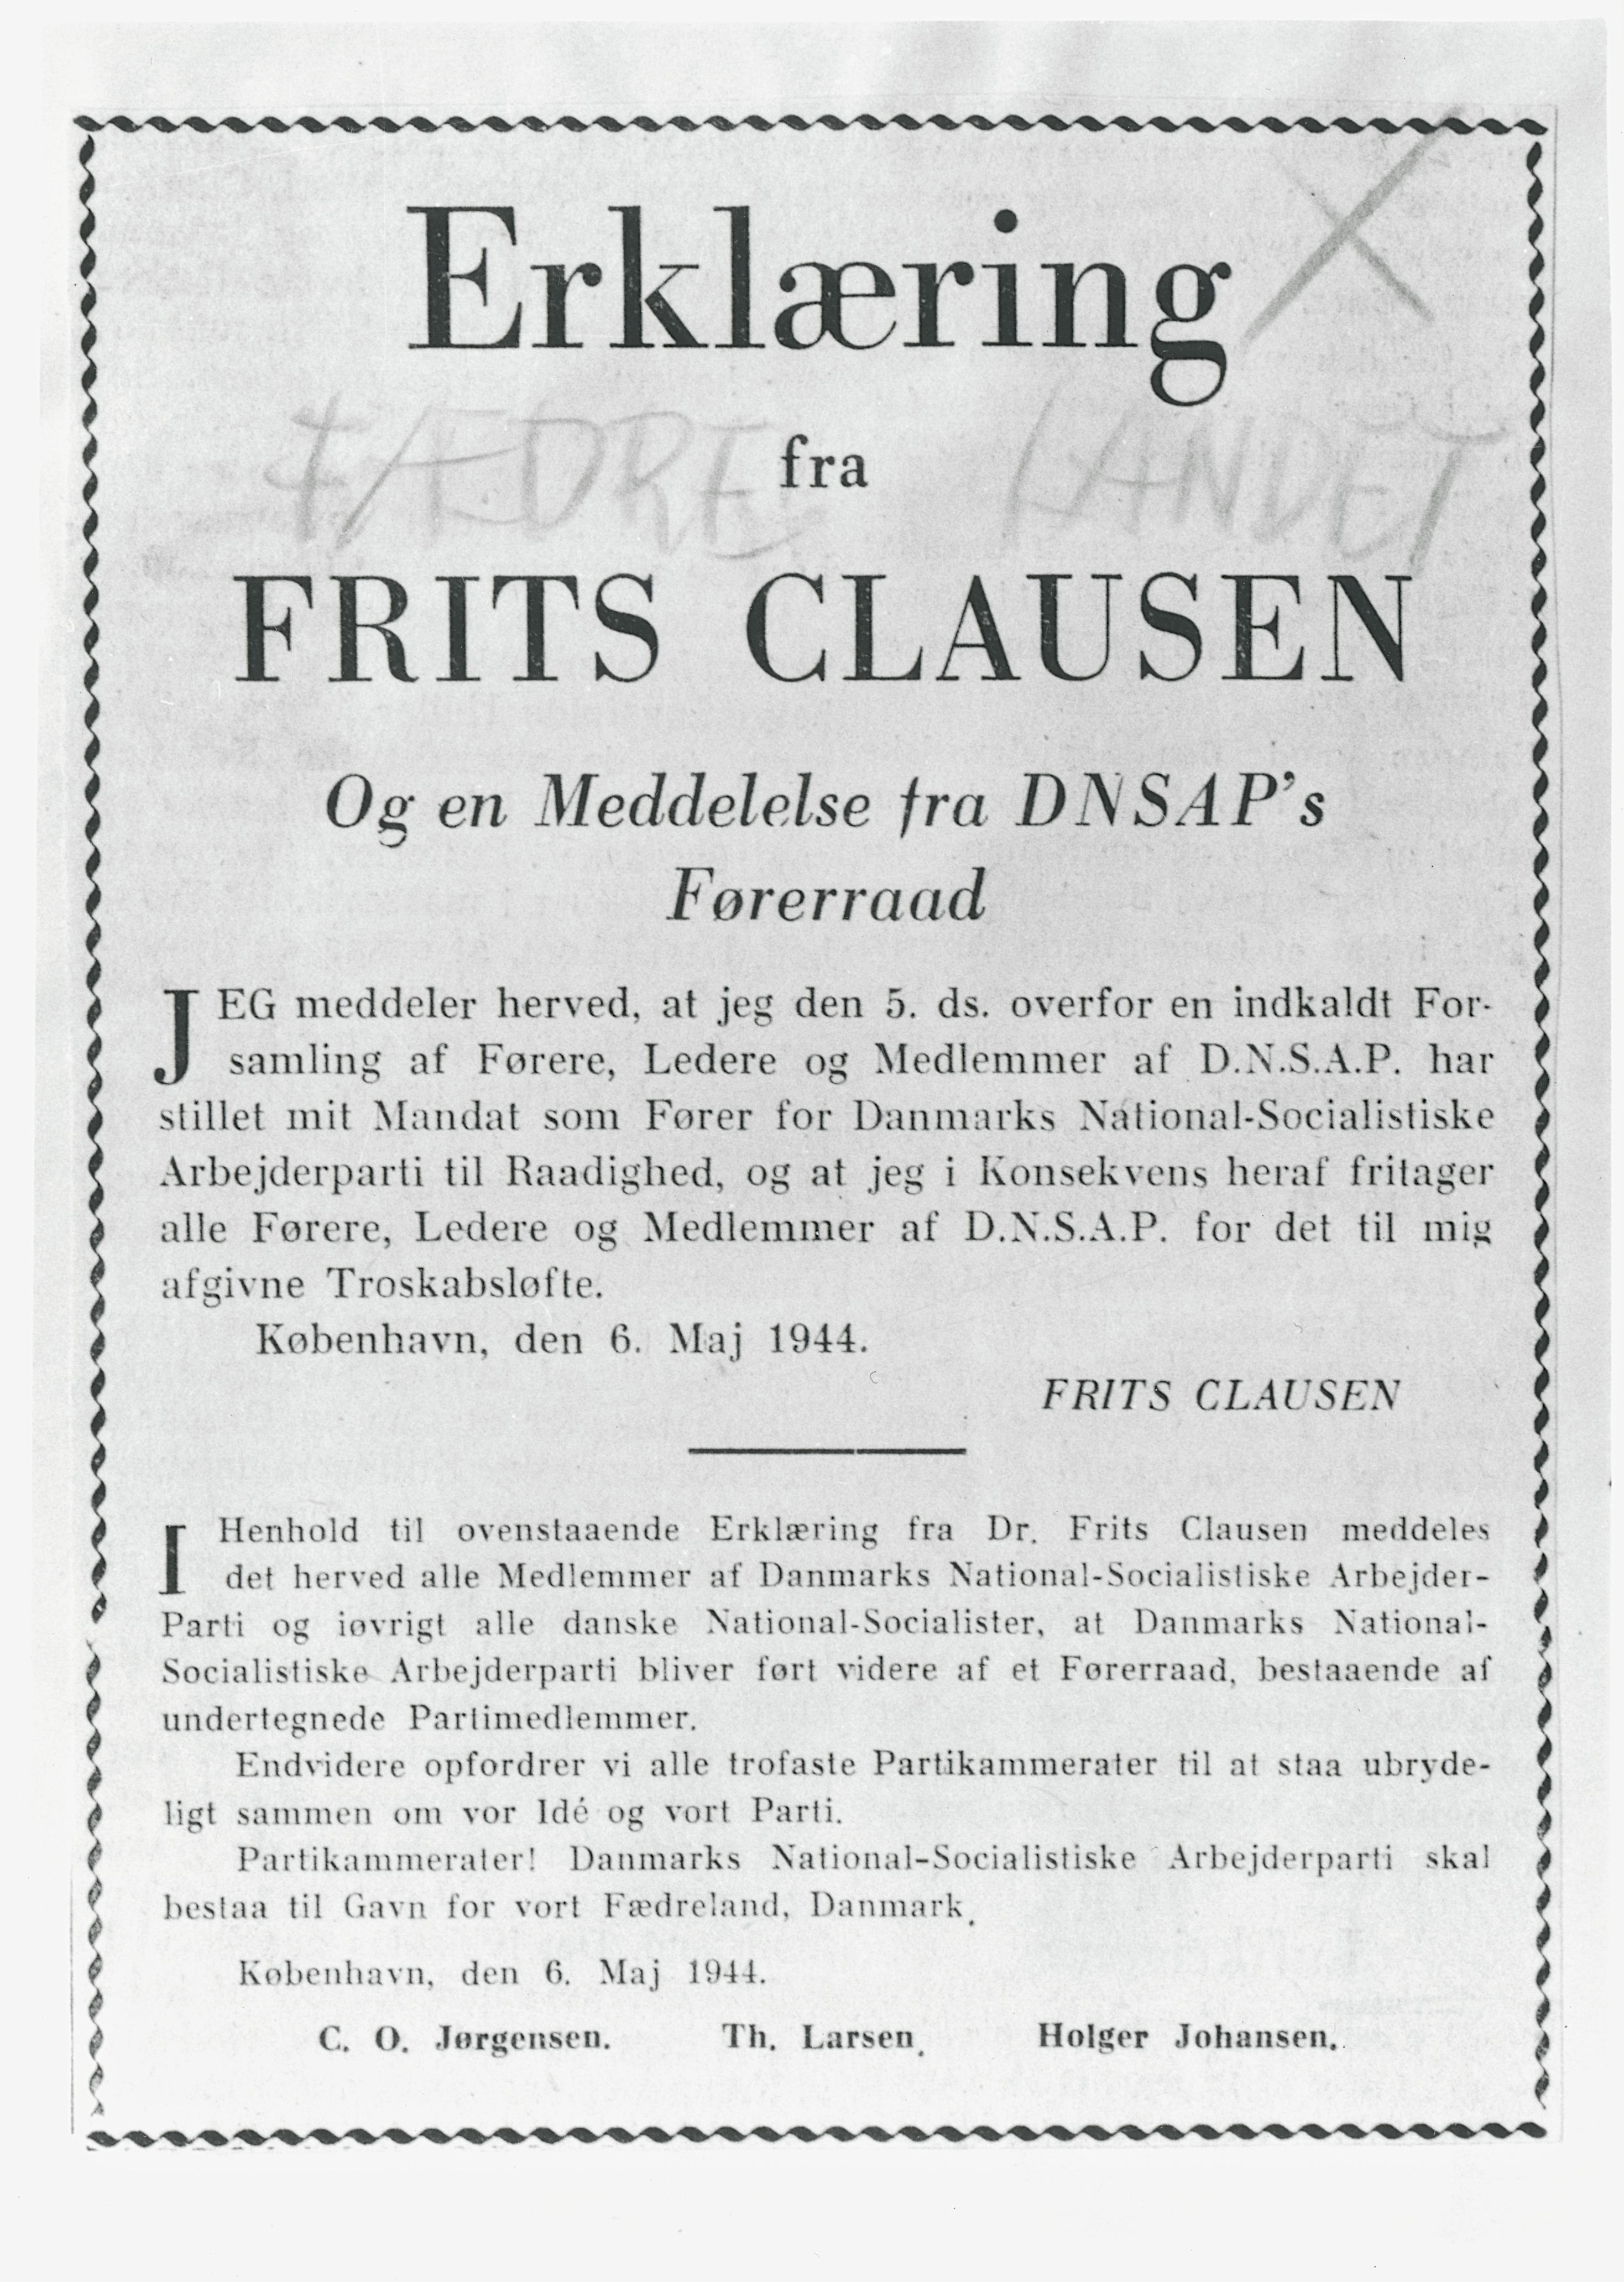 Erklæring
FÆDRE LANDET
fra
FRITS CLAUSEN
Og en Meddelelse fra DNSAP's
Førerraad
JEG meddeler herved, at jeg den 5. ds. overfor en indkaldt For-
samling af Førere, Ledere og Medlemmer af D.N.S.A.P. har
stillet mit Mandat som Fører for Danmarks National-Socialistiske
Arbejderparti til Raadighed, og at jeg i Konsekvens heraf fritager
alle Førere, Ledere og Medlemmer af D.N.S.A.P. for det til mig
afgivne Troskabsløfte.
København, den 6. Maj 1944.
FRITS CLAUSEN
I Henhold til ovenstaaende Erklæring fra Dr. Frits Clausen meddeles
det herved alle Medlemmer af Danmarks National-Socialistiske Arbejder-
Parti og iøvrigt alle danske National-Socialister, at Danmarks National-
Socialistiske Arbejderparti bliver ført videre af et Førerraad, bestaaende af
undertegnede Partimedlemmer.
Endvidere opfordrer vi alle trofaste Partikammerater til at staa ubryde-
ligt sammen om vor Idé og vort Parti.
Partikammerater! Danmarks National-Socialistiske Arbejderparti skal
bestaa til Gavn for vort Fædreland, Danmark.
København, den 6. Maj 1944.
C. O. Jørgensen. Th. Larsen. Holger Johansen.